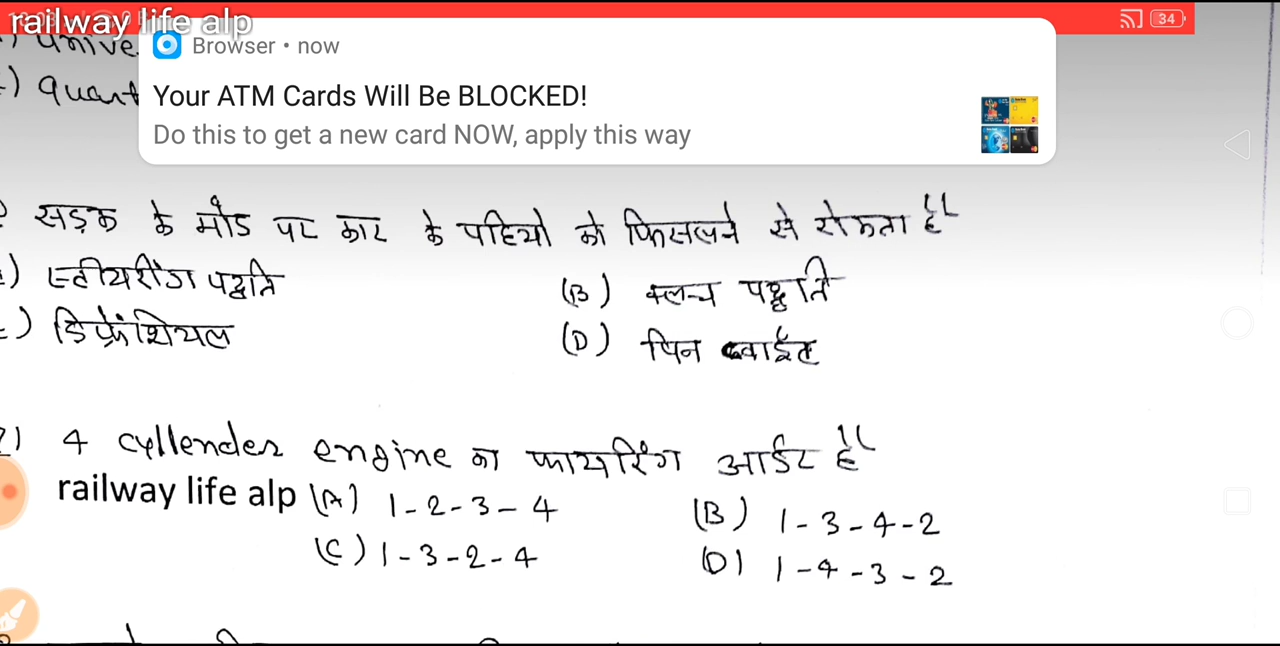 railway life alp
34
Browser • now
quant
Your ATM Cards Will Be BLOCKED!
Do this to get a new card NOW, apply this way
सड़क के मोड पर कार के पहियो को फिसलने से रोकता है।
स्टीयरींग पद्धति (B) क्लच पद्धति
डिफ्रेंशियल (D) पिन
4 cyllender engine का फायरिंग आर्डर है।
railway life alp (A) 1-2-3-4 (B) 1-3-4-2
(C) 1-3-2-4 (D) 1-4-3-2